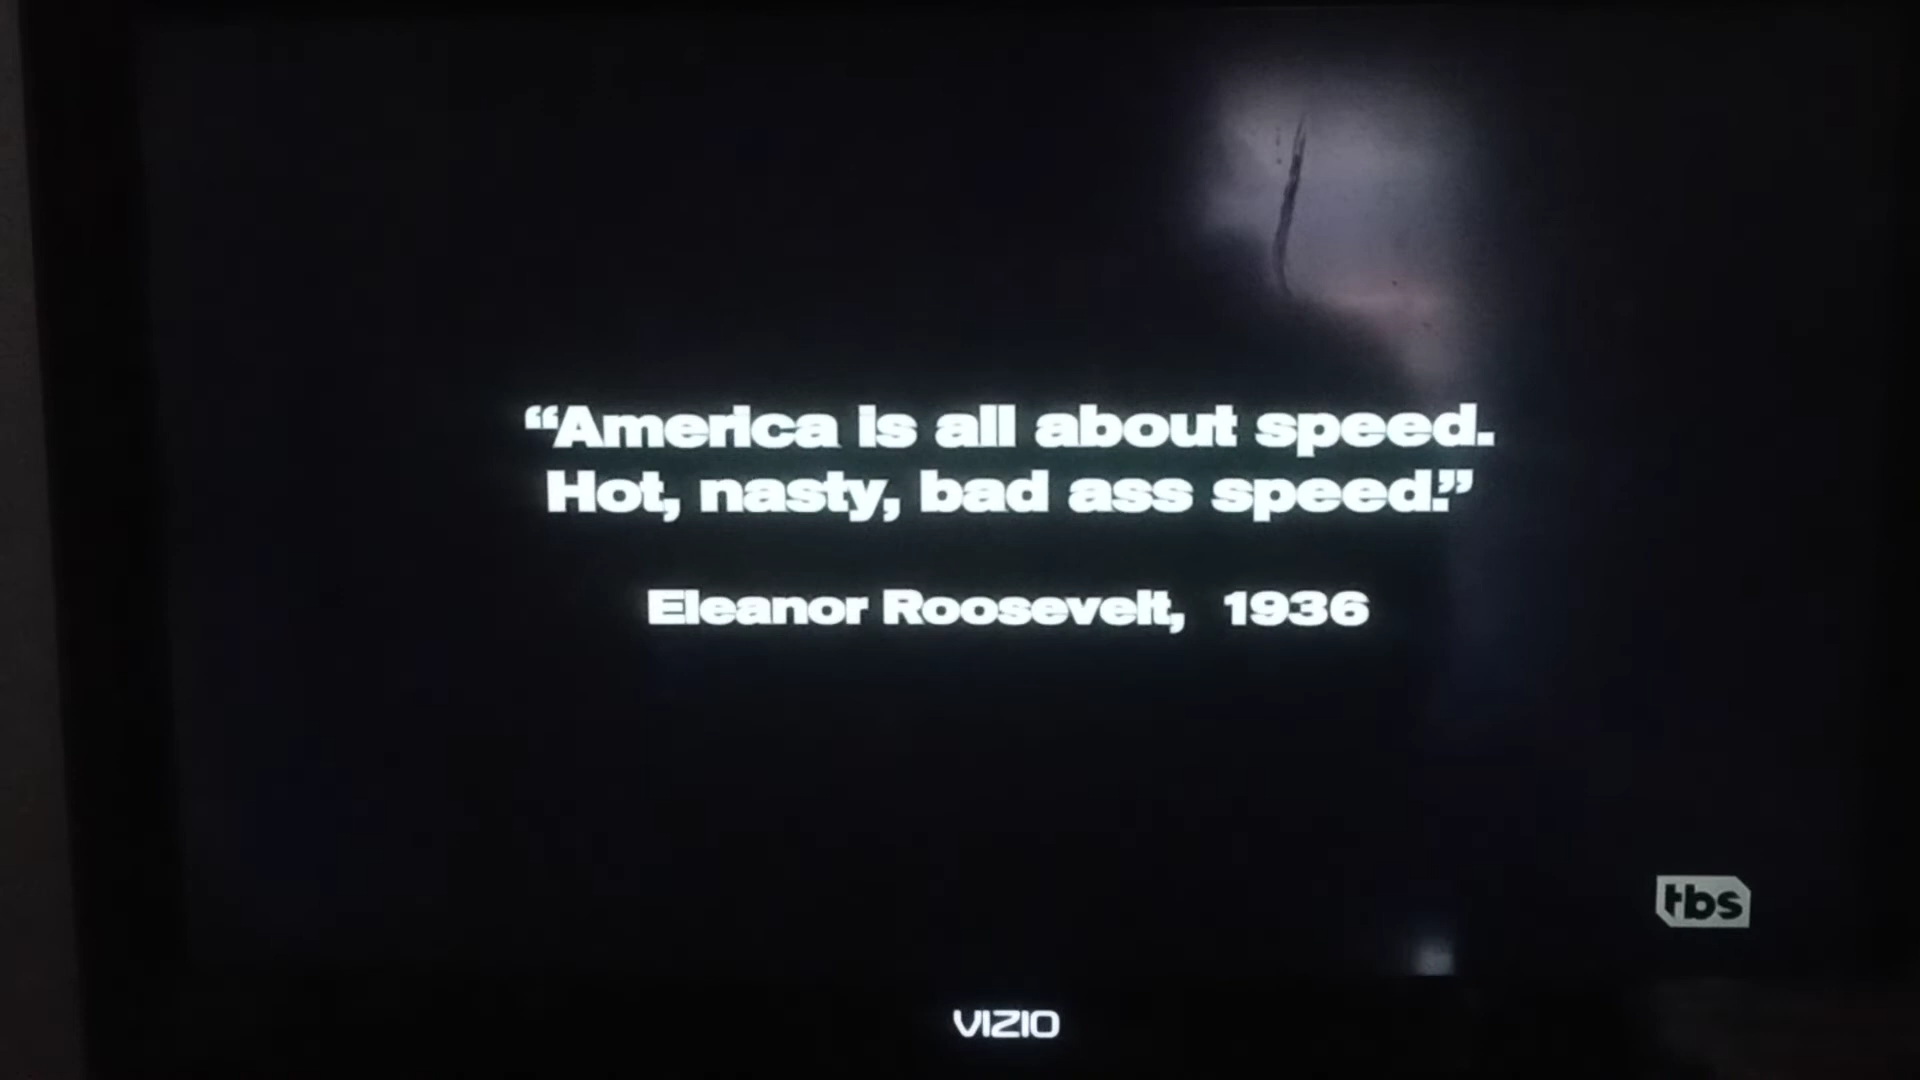 “America is all about speed.
Hot, nasty, bad ass speed.”
Eleanor Roosevelt, 1936
tbs
VIZIO